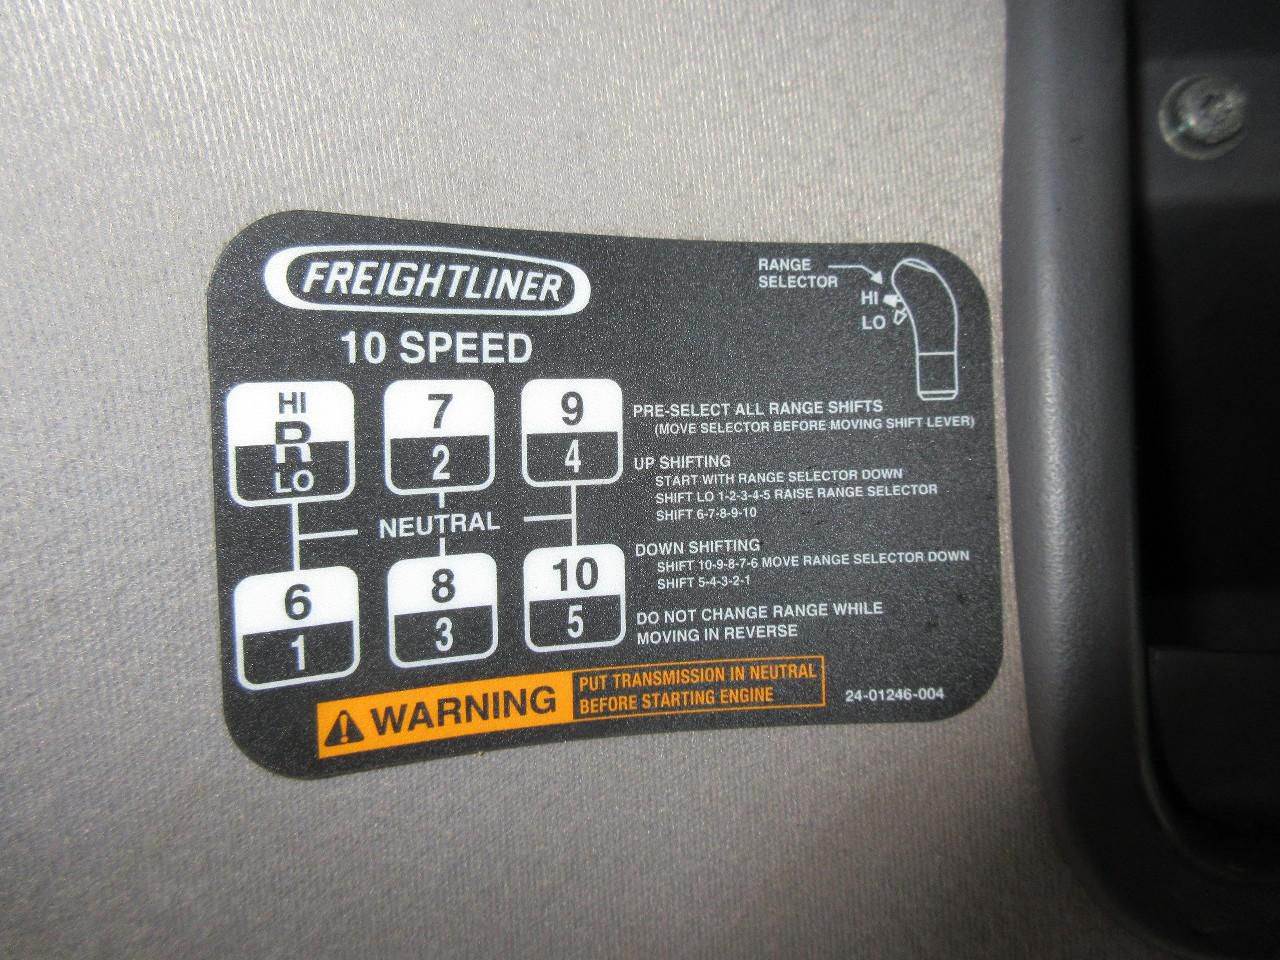 FREIGHTLINER
10 SPEED
RANGE
SELECTOR
HI
LO
HI
R
LO
7
2
9
4
NEUTRAL
6
1
8
3
10
5
PRE-SELECT ALL RANGE SHIFTS
(MOVE SELECTOR BEFORE MOVING SHIFT LEVER)
UP SHIFTING
START WITH RANGE SELECTOR DOWN
SHIFT LO 1-2-3-4-5 RAISE RANGE SELECTOR
SHIFT 6-7-8-9-10
DOWN SHIFTING
SHIFT 10-9-8-7-6 MOVE RANGE SELECTOR DOWN
SHIFT 5-4-3-2-1
DO NOT CHANGE RANGE WHILE
MOVING IN REVERSE
WARNING
PUT TRANSMISSION IN NEUTRAL
BEFORE STARTING ENGINE
24-01246-004